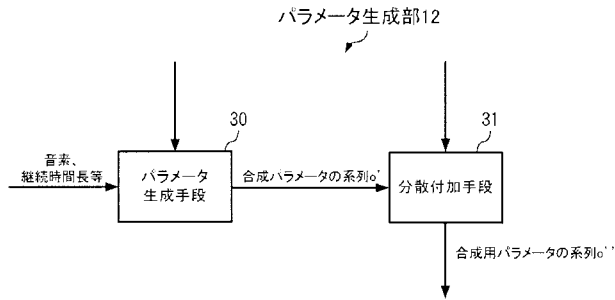 パラメータ生成部12
30
31
音素、
継続時間長等
パラメータ
生成手段
合成パラメータの系列o'
分散付加手段
合成用パラメータの系列o''